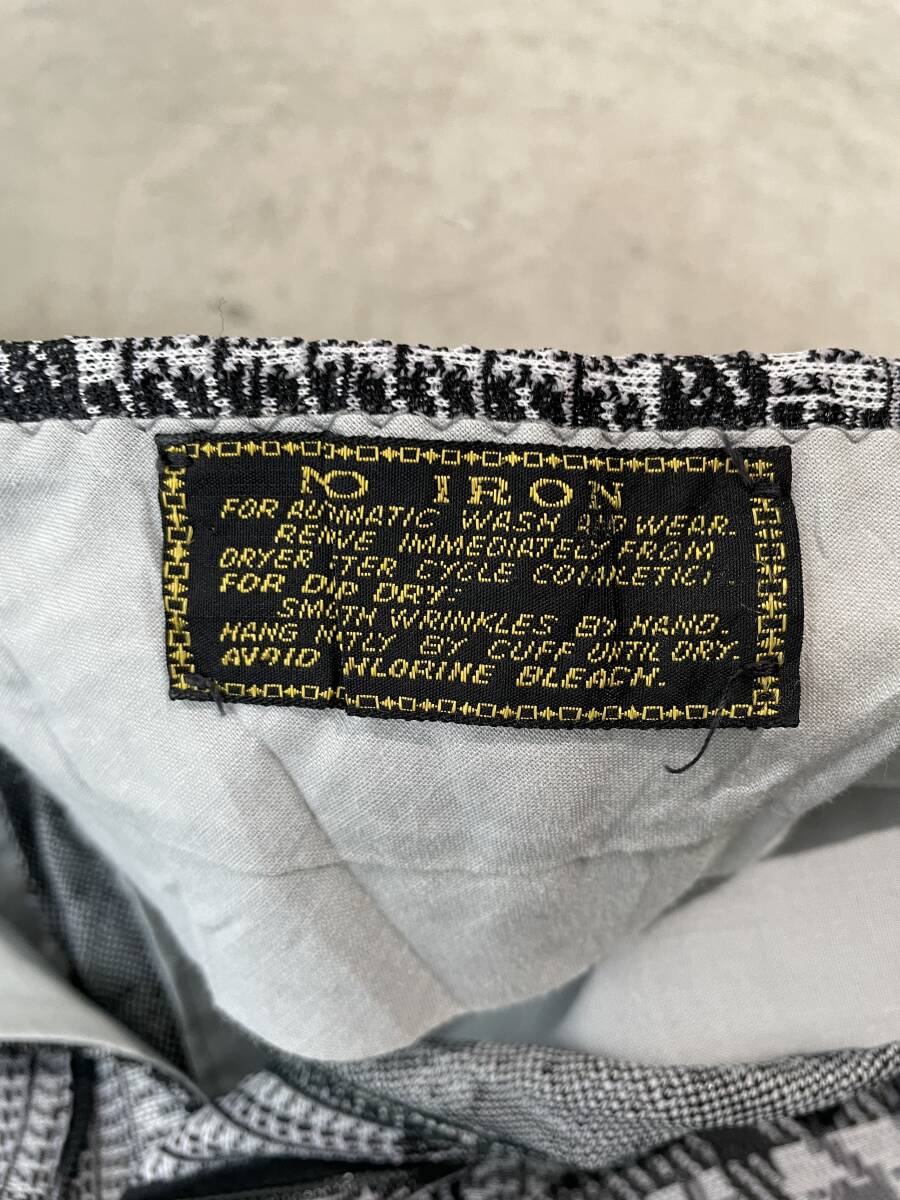 NO IRON
FOR AUTOMATIC WASH AND WEAR.
REMOVE IMMEDIATELY FROM
DRYER AFTER CYCLE COMPLETION.
FOR DIP DRY:
SMOOTH WRINKLES BY HAND.
HANG NEATLY BY CUFF UNTIL DRY.
AVOID CHLORINE BLEACH.